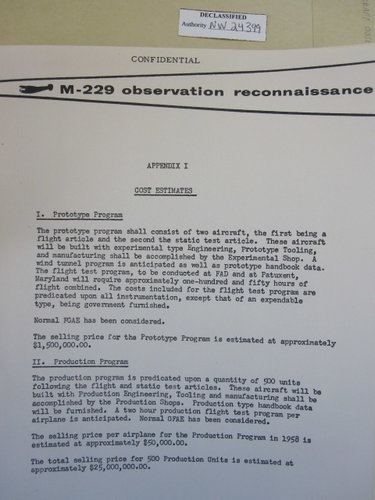 DECLASSIFIED
Authority NW 24399
CONFIDENTIAL
M-229 observation reconnaissance
APPENDIX I
COST ESTIMATES
I. Prototype Program
The prototype program shall consist of two aircraft, the first being a
flight article and the second the static test article. These aircraft
will be built with experimental type Engineering, Prototype Tooling,
and manufacturing shall be accomplished by the Experimental Shop. A
wind tunnel program is anticipated as well as prototype handbook data.
The flight test program, to be conducted at FAD and at Patuxent,
Maryland will require approximately one-hundred and fifty hours of
flight combined. The costs included for the flight test program are
predicated upon all instrumentation, except that of an expendable
type, being government furnished.
Normal FGAE has been considered.
The selling price for the Prototype Program is estimated at approximately
$1,500,000.00.
II. Production Program
The production program is predicated upon a quantity of 500 units
following the flight and static test articles. These aircraft will be
built with Production Engineering, Tooling and manufacturing shall be
accomplished by the Production Shops. Production type handbook data
will be furnished. A two hour production flight test program per
airplane is anticipated. Normal GFAE has been considered.
The selling price per airplane for the Production Program in 1958 is
estimated at approximately $50,000.00.
The total selling price for 500 Production Units is estimated at
approximately $25,000,000.00.